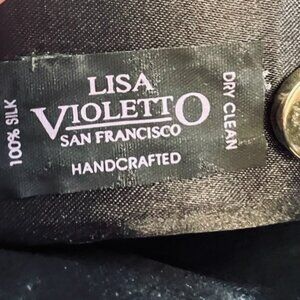 LISA
VIOLETTO
SAN FRANCISCO
HANDCRAFTED
100% SILK
DRY CLEAN